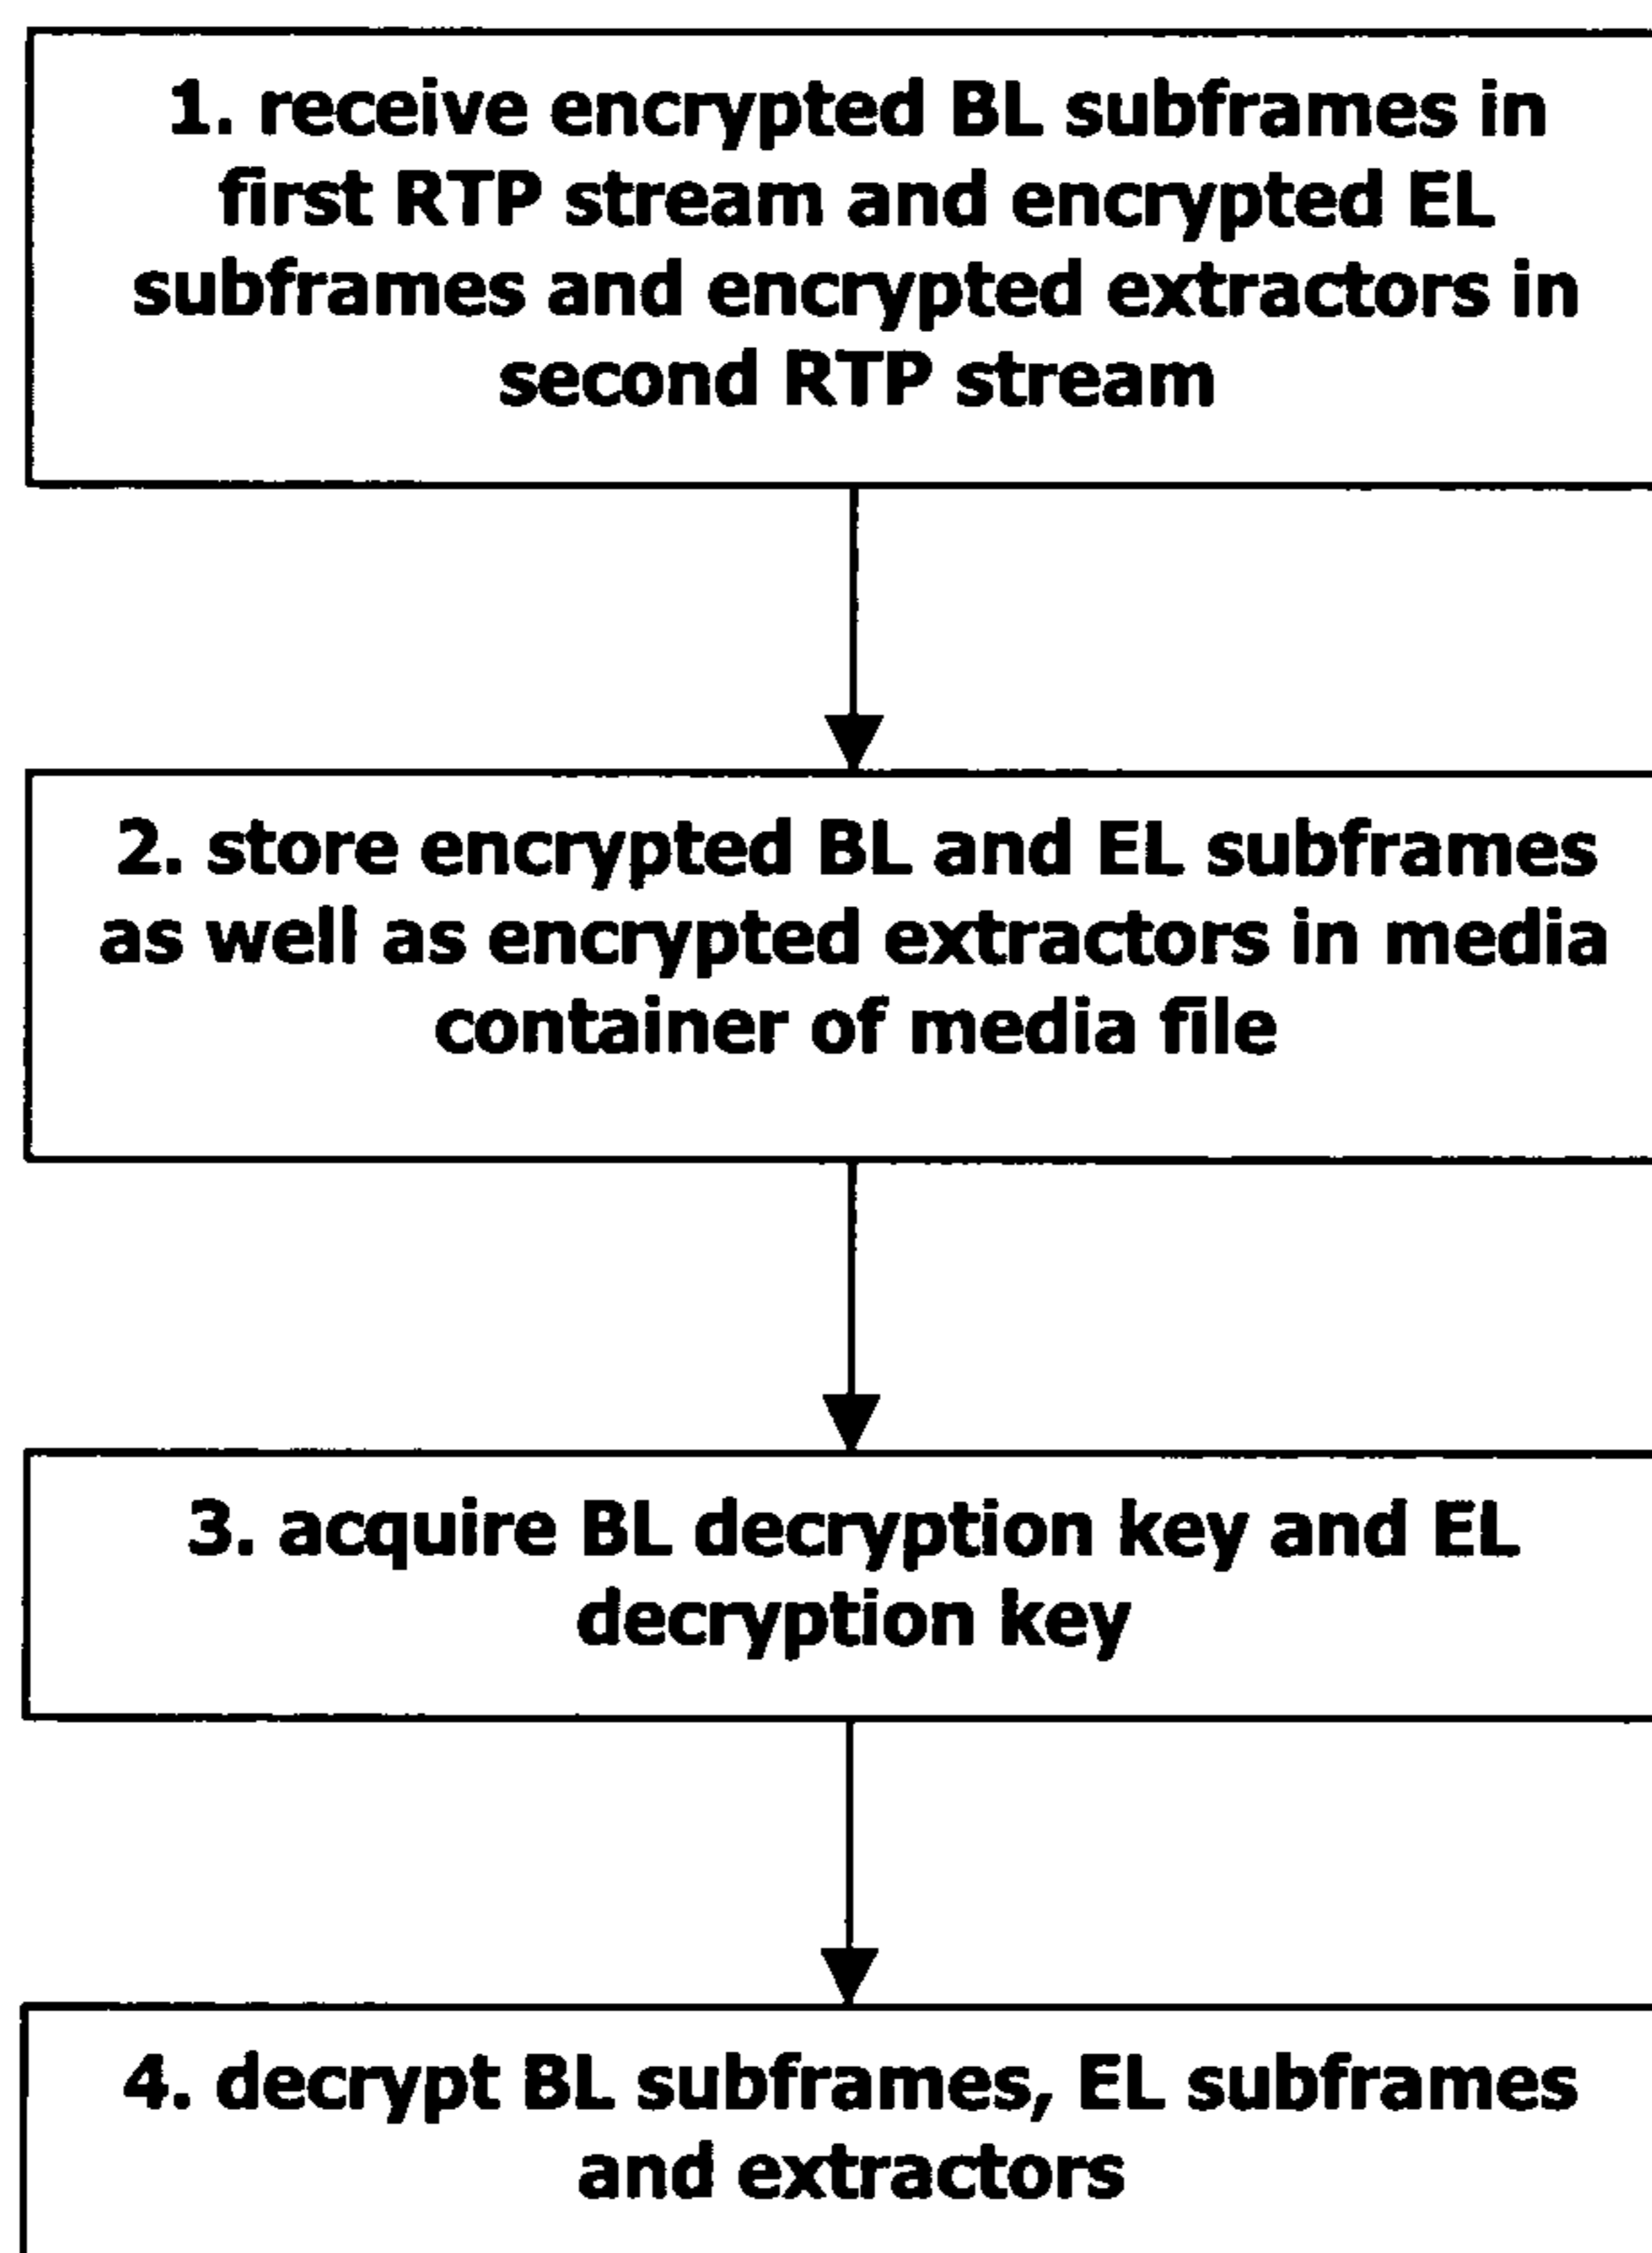 1. receive encrypted BL subframes in
first RTP stream and encrypted EL
subframes and encrypted extractors in
second RTP stream
2. store encrypted BL and EL subframes
as well as encrypted extractors in media
container of media file
3. acquire BL decryption key and EL
decryption key
4. decrypt BL subframes, EL subframes
and extractors